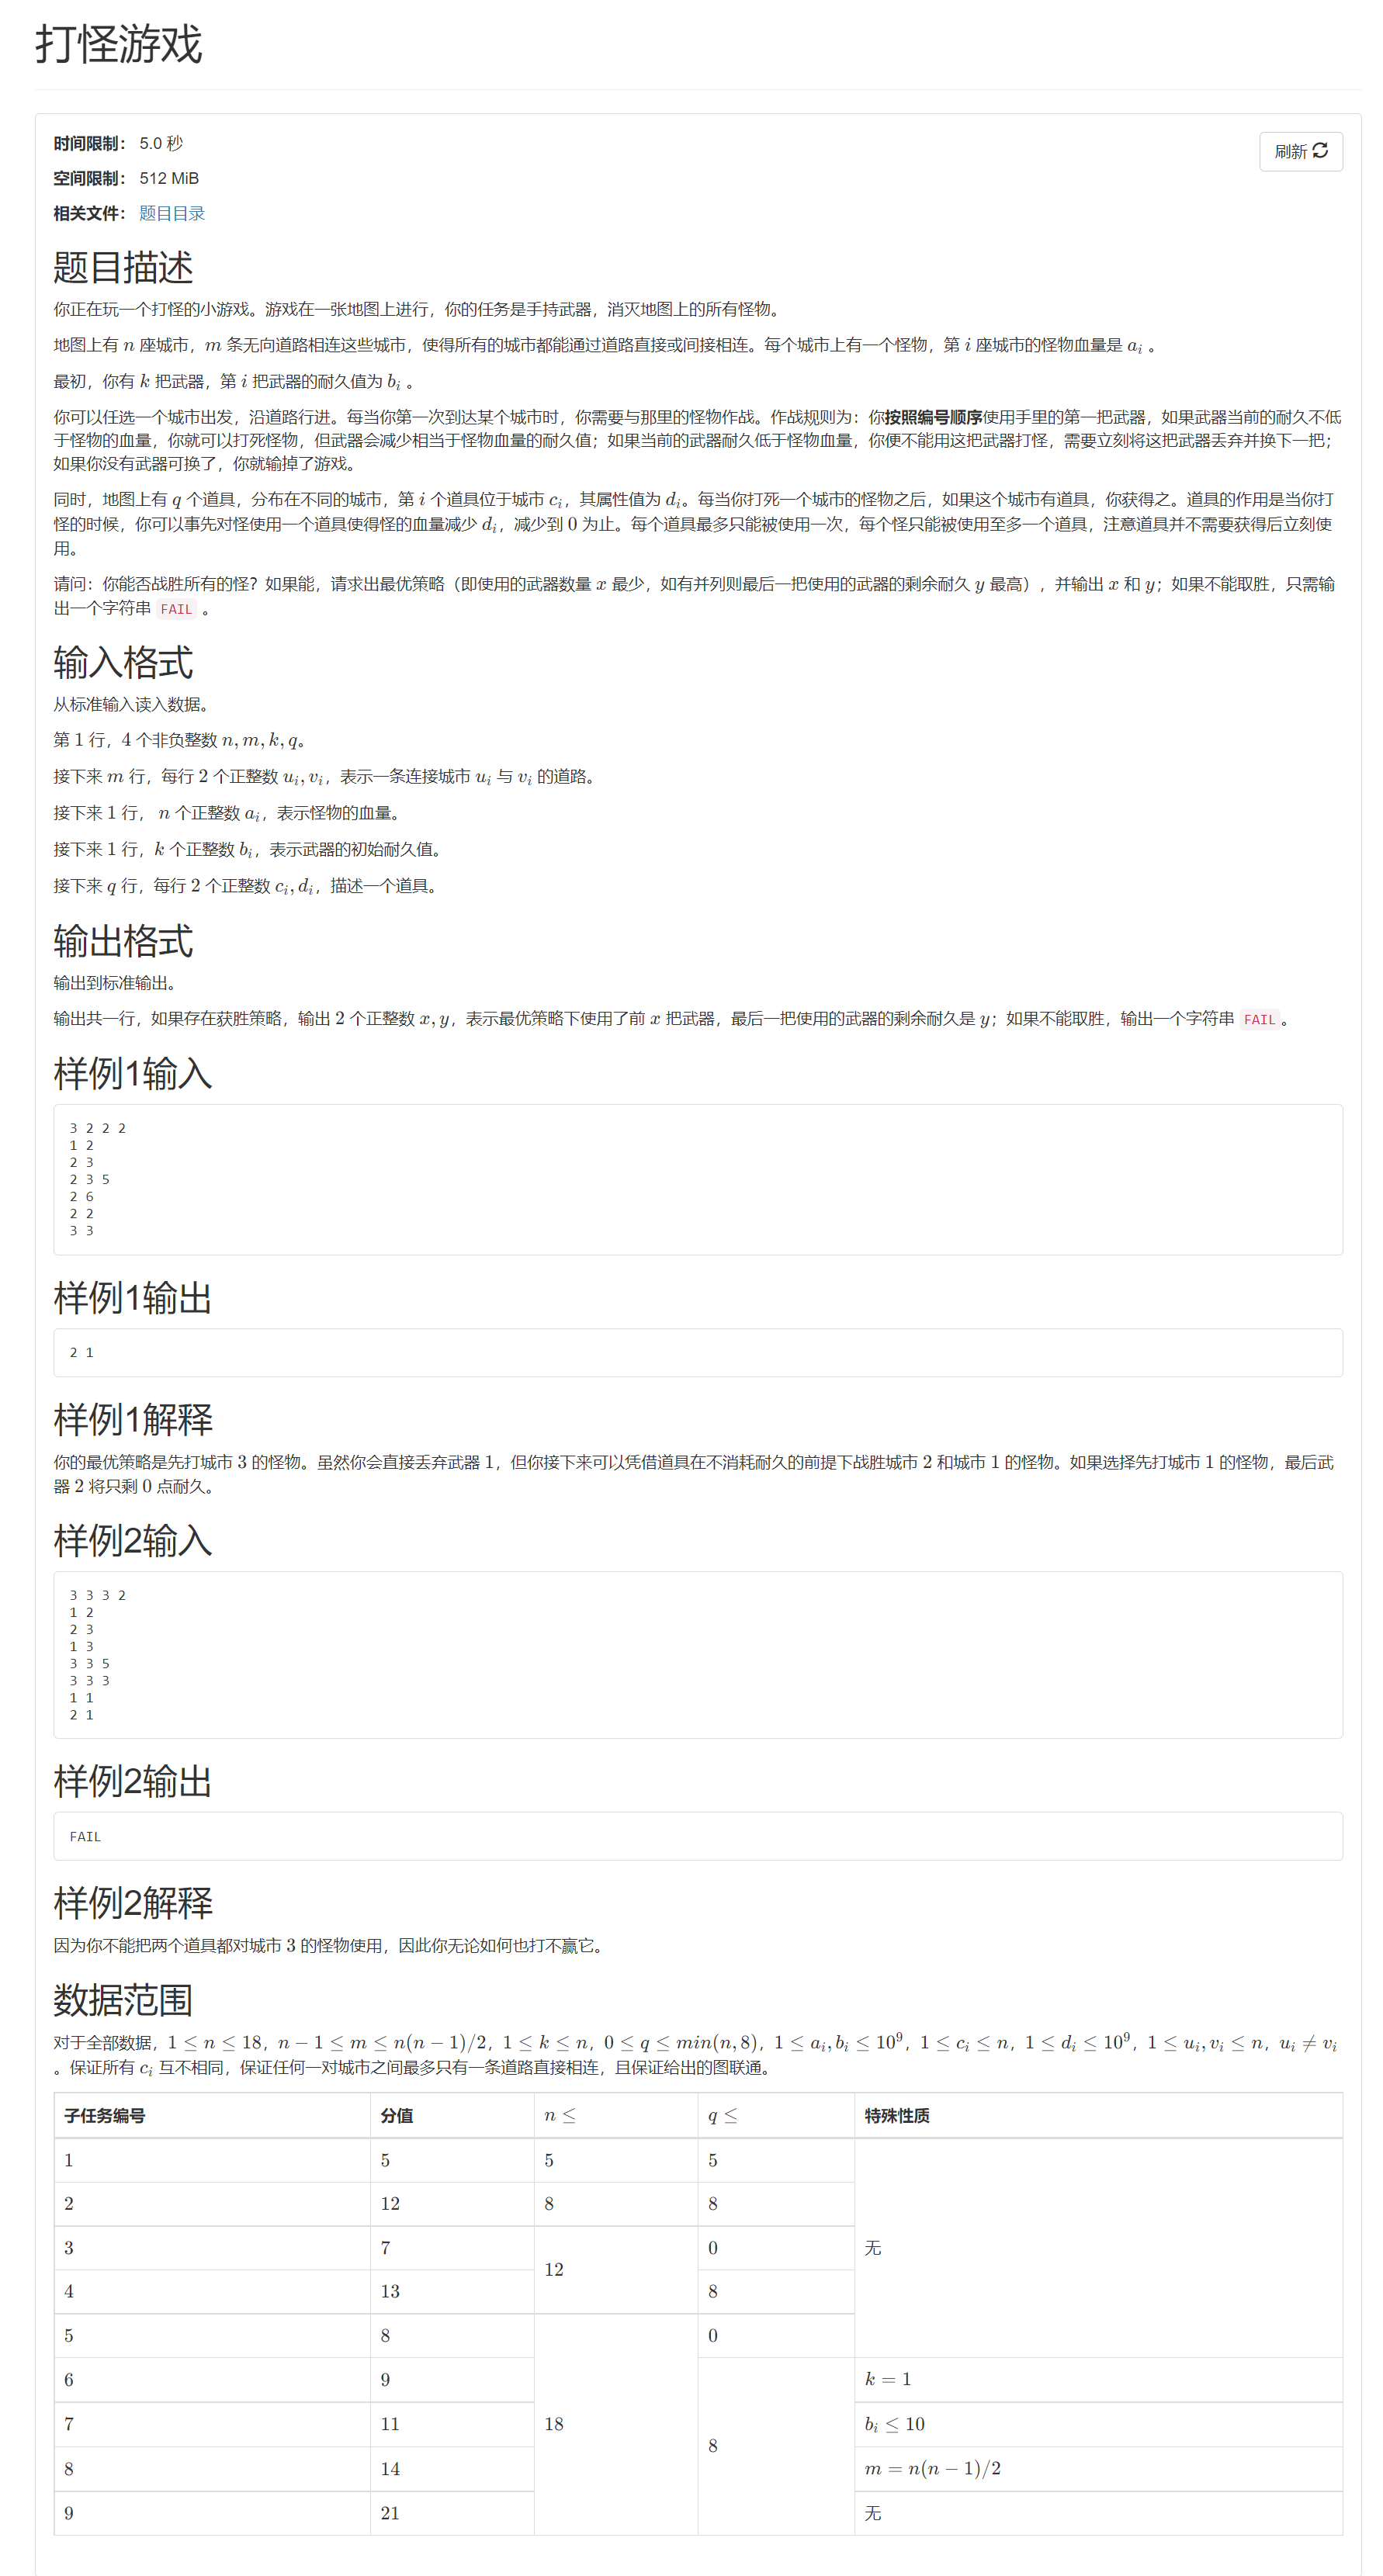 打怪游戏
时间限制： 5.0 秒
刷新
空间限制： 512 MiB
相关文件： 题目目录
题目描述
你正在玩一个打怪的小游戏。游戏在一张地图上进行，你的任务是手持武器，消灭地图上的所有怪物。
地图上有 n 座城市，m 条无向道路相连这些城市，使得所有的城市都能通过道路直接或间接相连。每个城市上有一个怪物，第 i 座城市的怪物血量是 a_i 。
最初，你有 k 把武器，第 i 把武器的耐久值为 b_i 。
你可以任选一个城市出发，沿道路行进。每当你第一次到达某个城市时，你需要与那里的怪物作战。作战规则为：你按照编号顺序使用手里的第一把武器，如果武器当前的耐久不低
于怪物的血量，你就可以打死怪物，但武器会减少相当于怪物血量的耐久值；如果当前的武器耐久低于怪物血量，你便不能用这把武器打怪，需要立刻将这把武器丢弃并换下一把；
如果你没有武器可换了，你就输掉了游戏。
同时，地图上有 q 个道具，分布在不同的城市，第 i 个道具位于城市 c_i，其属性值为 d_i。每当你打死一个城市的怪物之后，如果这个城市有道具，你获得之。道具的作用是当你打
怪的时候，你可以事先对怪使用一个道具使得怪的血量减少 d_i，减少到 0 为止。每个道具最多只能被使用一次，每个怪只能被使用至多一个道具，注意道具并不需要获得后立刻使
用。
请问：你能否战胜所有的怪？如果能，请求出最优策略（即使用的武器数量 x 最少，如有并列则最后一把使用的武器的剩余耐久 y 最高），并输出 x 和 y；如果不能取胜，只需输
出一个字符串 FAIL 。
输入格式
从标准输入读入数据。
第 1 行，4 个非负整数 n, m, k, q。
接下来 m 行，每行 2 个正整数 u_i, v_i，表示一条连接城市 u_i 与 v_i 的道路。
接下来 1 行， n 个正整数 a_i，表示怪物的血量。
接下来 1 行，k 个正整数 b_i，表示武器的初始耐久值。
接下来 q 行，每行 2 个正整数 c_i, d_i，描述一个道具。
输出格式
输出到标准输出。
输出共一行，如果存在获胜策略，输出 2 个正整数 x, y，表示最优策略下使用了前 x 把武器，最后一把使用的武器的剩余耐久是 y；如果不能取胜，输出一个字符串 FAIL 。
样例1输入
3 2 2 2
1 2
2 3
2 3 5
2 6
2 2
3 3
样例1输出
2 1
样例1解释
你的最优策略是先打城市 3 的怪物。虽然你会直接丢弃武器 1，但你接下来可以凭借道具在不消耗耐久的前提下战胜城市 2 和城市 1 的怪物。如果选择先打城市 1 的怪物，最后武
器 2 将只剩 0 点耐久。
样例2输入
3 3 3 2
1 2
2 3
1 3
3 3 5
3 3 3
1 1
2 1
样例2输出
FAIL
样例2解释
因为你不能把两个道具都对城市 3 的怪物使用，因此你无论如何也打不赢它。
数据范围
对于全部数据，1 ≤ n ≤ 18，n − 1 ≤ m ≤ n(n − 1)/2，1 ≤ k ≤ n，0 ≤ q ≤ min(n, 8)，1 ≤ a_i, b_i ≤ 10^9，1 ≤ c_i ≤ n，1 ≤ d_i ≤ 10^9，1 ≤ u_i, v_i ≤ n，u_i ≠ v_i
。保证所有 c_i 互不相同，保证任何一对城市之间最多只有一条道路直接相连，且保证给出的图联通。
子任务编号 分值 n ≤ q ≤ 特殊性质
1 5 5 5 无
2 12 8 8
3 7 12 0
4 13 8
5 8 18 0
6 9 8 k = 1
7 11 b_i ≤ 10
8 14 m = n(n − 1)/2
9 21 无